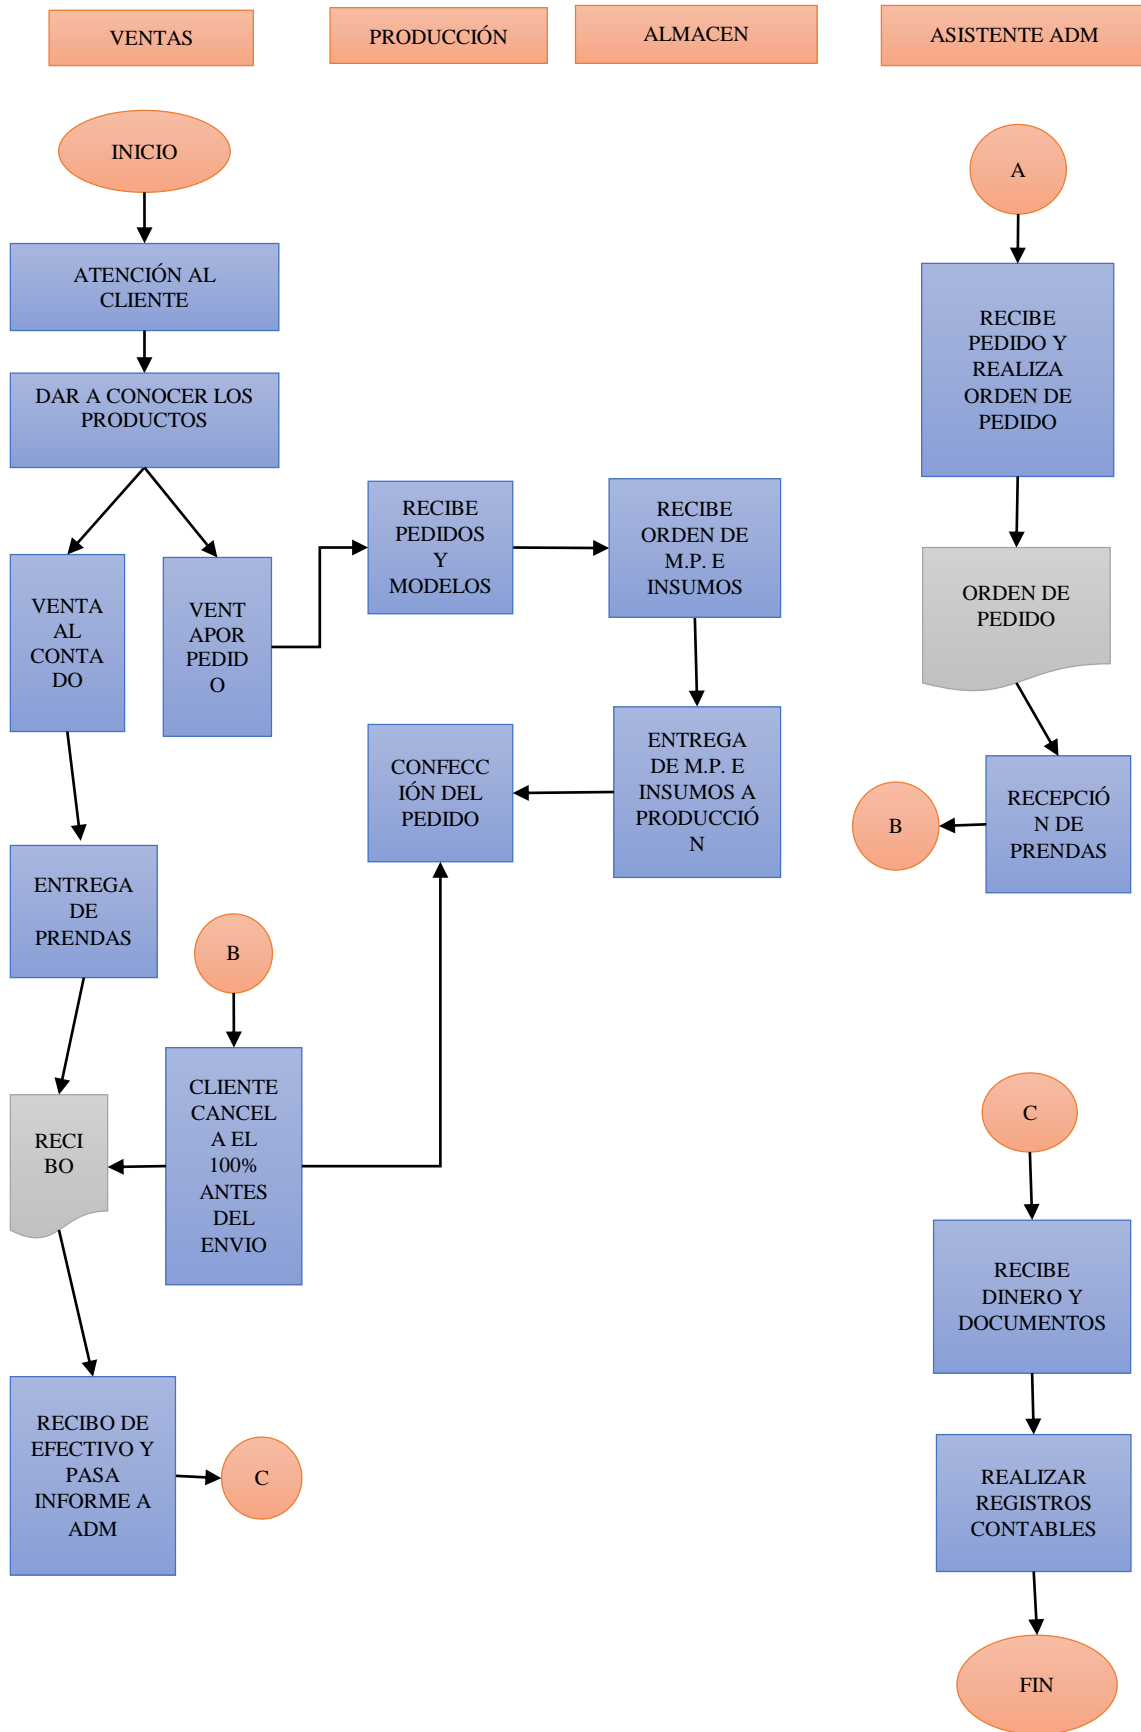 VENTAS
PRODUCCIÓN
ALMACEN
ASISTENTE ADM
INICIO
A
ATENCIÓN AL
CLIENTE
RECIBE
PEDIDO Y
REALIZA
ORDEN DE
PEDIDO
DAR A CONOCER LOS
PRODUCTOS
RECIBE
PEDIDOS
Y
MODELOS
RECIBE
ORDEN DE
M.P. E
INSUMOS
VENTA
AL
CONTA
DO
VENT
APOR
PEDID
O
ORDEN DE
PEDIDO
CONFECC
IÓN DEL
PEDIDO
ENTREGA
DE M.P. E
INSUMOS A
PRODUCCIÓ
N
B
RECEPCIÓ
N DE
PRENDAS
ENTREGA
DE
PRENDAS
B
CLIENTE
CANCEL
A EL
100%
ANTES
DEL
ENVIO
RECI
BO
C
RECIBE
DINERO Y
DOCUMENTOS
RECIBO DE
EFECTIVO Y
PASA
INFORME A
ADM
C
REALIZAR
REGISTROS
CONTABLES
FIN